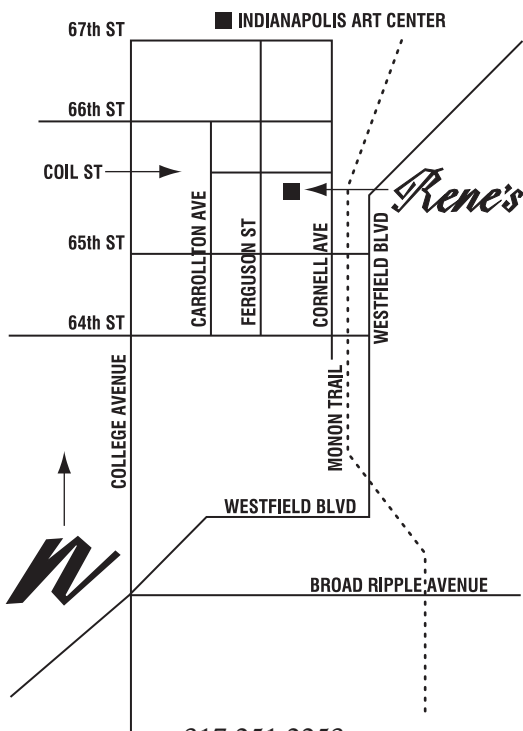 67th ST
INDIANAPOLIS ART CENTER
66th ST
COIL ST
Rene's
65th ST
CARROLLTON AVE
FERGUSON ST
CORNELL AVE
WESTFIELD BLVD
64th ST
COLLEGE AVENUE
MONON TRAIL
WESTFIELD BLVD
N
BROAD RIPPLE AVENUE